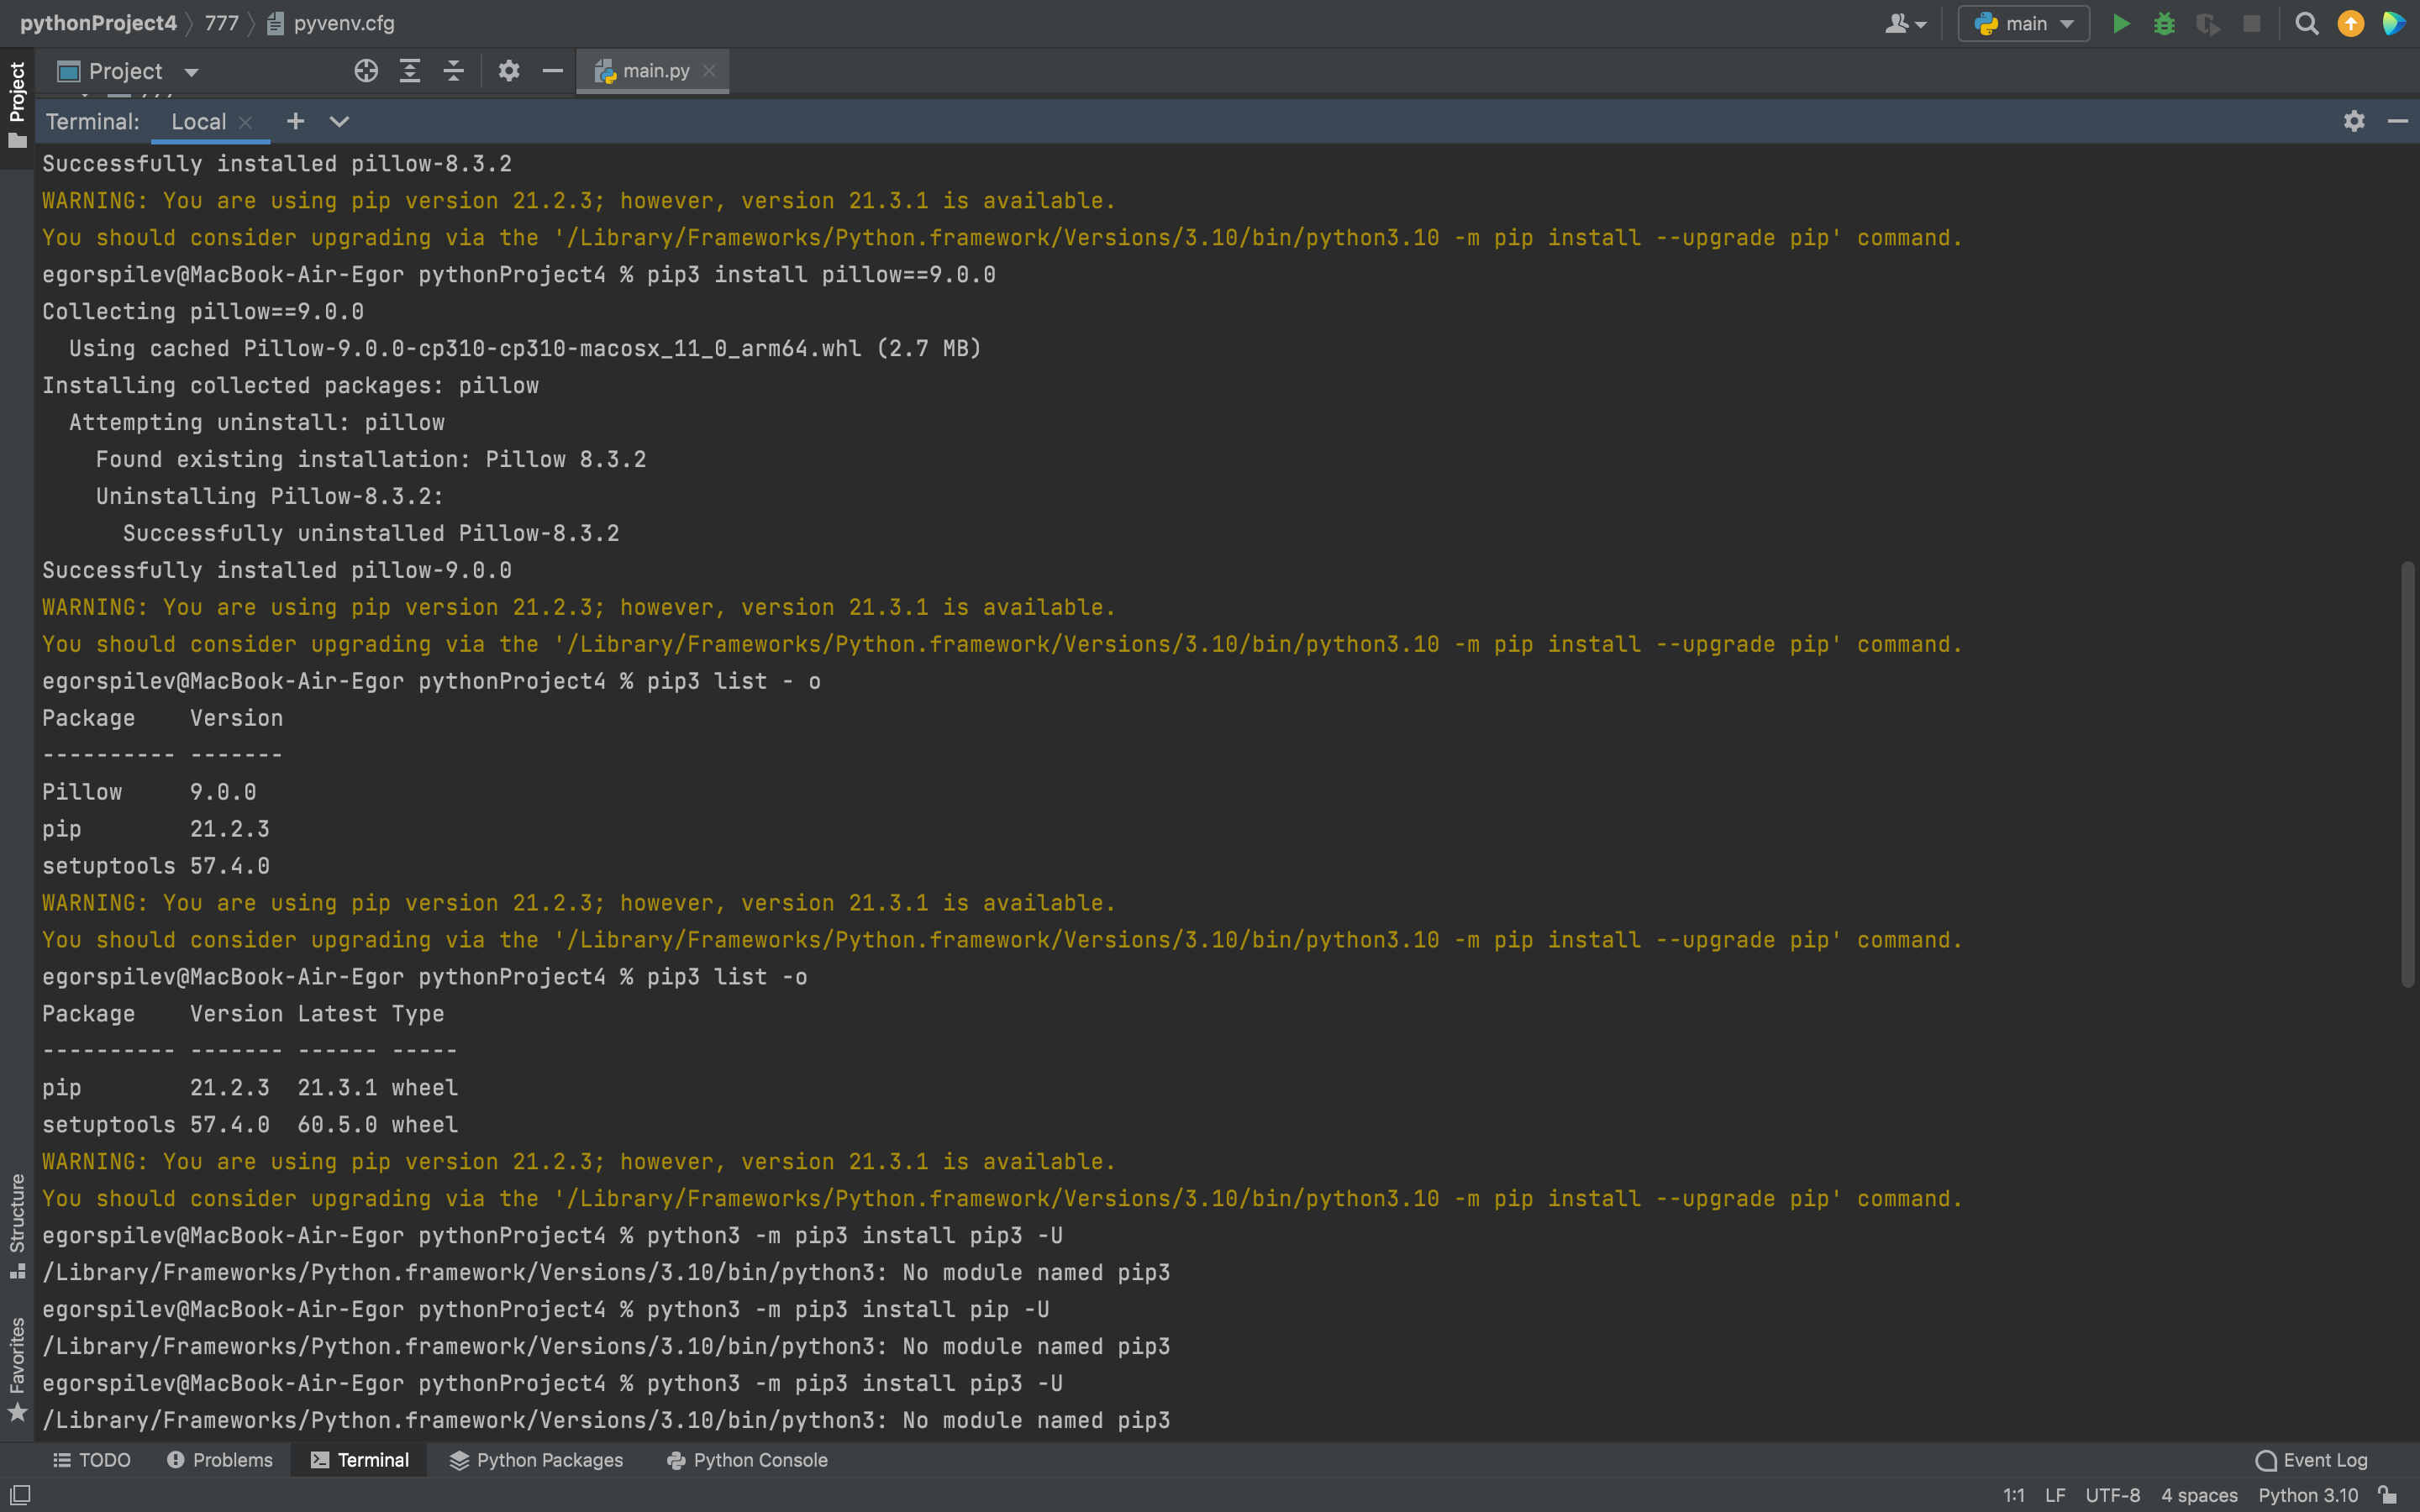 pythonProject4 777 pyvenv.cfg main
Project main.py
Project
Terminal: Local
Successfully installed pillow-8.3.2
WARNING: You are using pip version 21.2.3; however, version 21.3.1 is available.
You should consider upgrading via the '/Library/Frameworks/Python.framework/Versions/3.10/bin/python3.10 -m pip install --upgrade pip' command.
egorspilev@MacBook-Air-Egor pythonProject4 % pip3 install pillow==9.0.0
Collecting pillow==9.0.0
  Using cached Pillow-9.0.0-cp310-cp310-macosx_11_0_arm64.whl (2.7 MB)
Installing collected packages: pillow
  Attempting uninstall: pillow
    Found existing installation: Pillow 8.3.2
    Uninstalling Pillow-8.3.2:
      Successfully uninstalled Pillow-8.3.2
Successfully installed pillow-9.0.0
WARNING: You are using pip version 21.2.3; however, version 21.3.1 is available.
You should consider upgrading via the '/Library/Frameworks/Python.framework/Versions/3.10/bin/python3.10 -m pip install --upgrade pip' command.
egorspilev@MacBook-Air-Egor pythonProject4 % pip3 list - o
Package    Version
---------- -------
Pillow     9.0.0
pip        21.2.3
setuptools 57.4.0
WARNING: You are using pip version 21.2.3; however, version 21.3.1 is available.
You should consider upgrading via the '/Library/Frameworks/Python.framework/Versions/3.10/bin/python3.10 -m pip install --upgrade pip' command.
egorspilev@MacBook-Air-Egor pythonProject4 % pip3 list -o
Package    Version Latest Type
---------- ------- ------ -----
pip        21.2.3  21.3.1 wheel
setuptools 57.4.0  60.5.0 wheel
WARNING: You are using pip version 21.2.3; however, version 21.3.1 is available.
You should consider upgrading via the '/Library/Frameworks/Python.framework/Versions/3.10/bin/python3.10 -m pip install --upgrade pip' command.
egorspilev@MacBook-Air-Egor pythonProject4 % python3 -m pip3 install pip3 -U
/Library/Frameworks/Python.framework/Versions/3.10/bin/python3: No module named pip3
egorspilev@MacBook-Air-Egor pythonProject4 % python3 -m pip3 install pip -U
/Library/Frameworks/Python.framework/Versions/3.10/bin/python3: No module named pip3
egorspilev@MacBook-Air-Egor pythonProject4 % python3 -m pip3 install pip3 -U
/Library/Frameworks/Python.framework/Versions/3.10/bin/python3: No module named pip3
Structure
Favorites
TODO Problems Terminal Python Packages Python Console Event Log
1:1 LF UTF-8 4 spaces Python 3.10